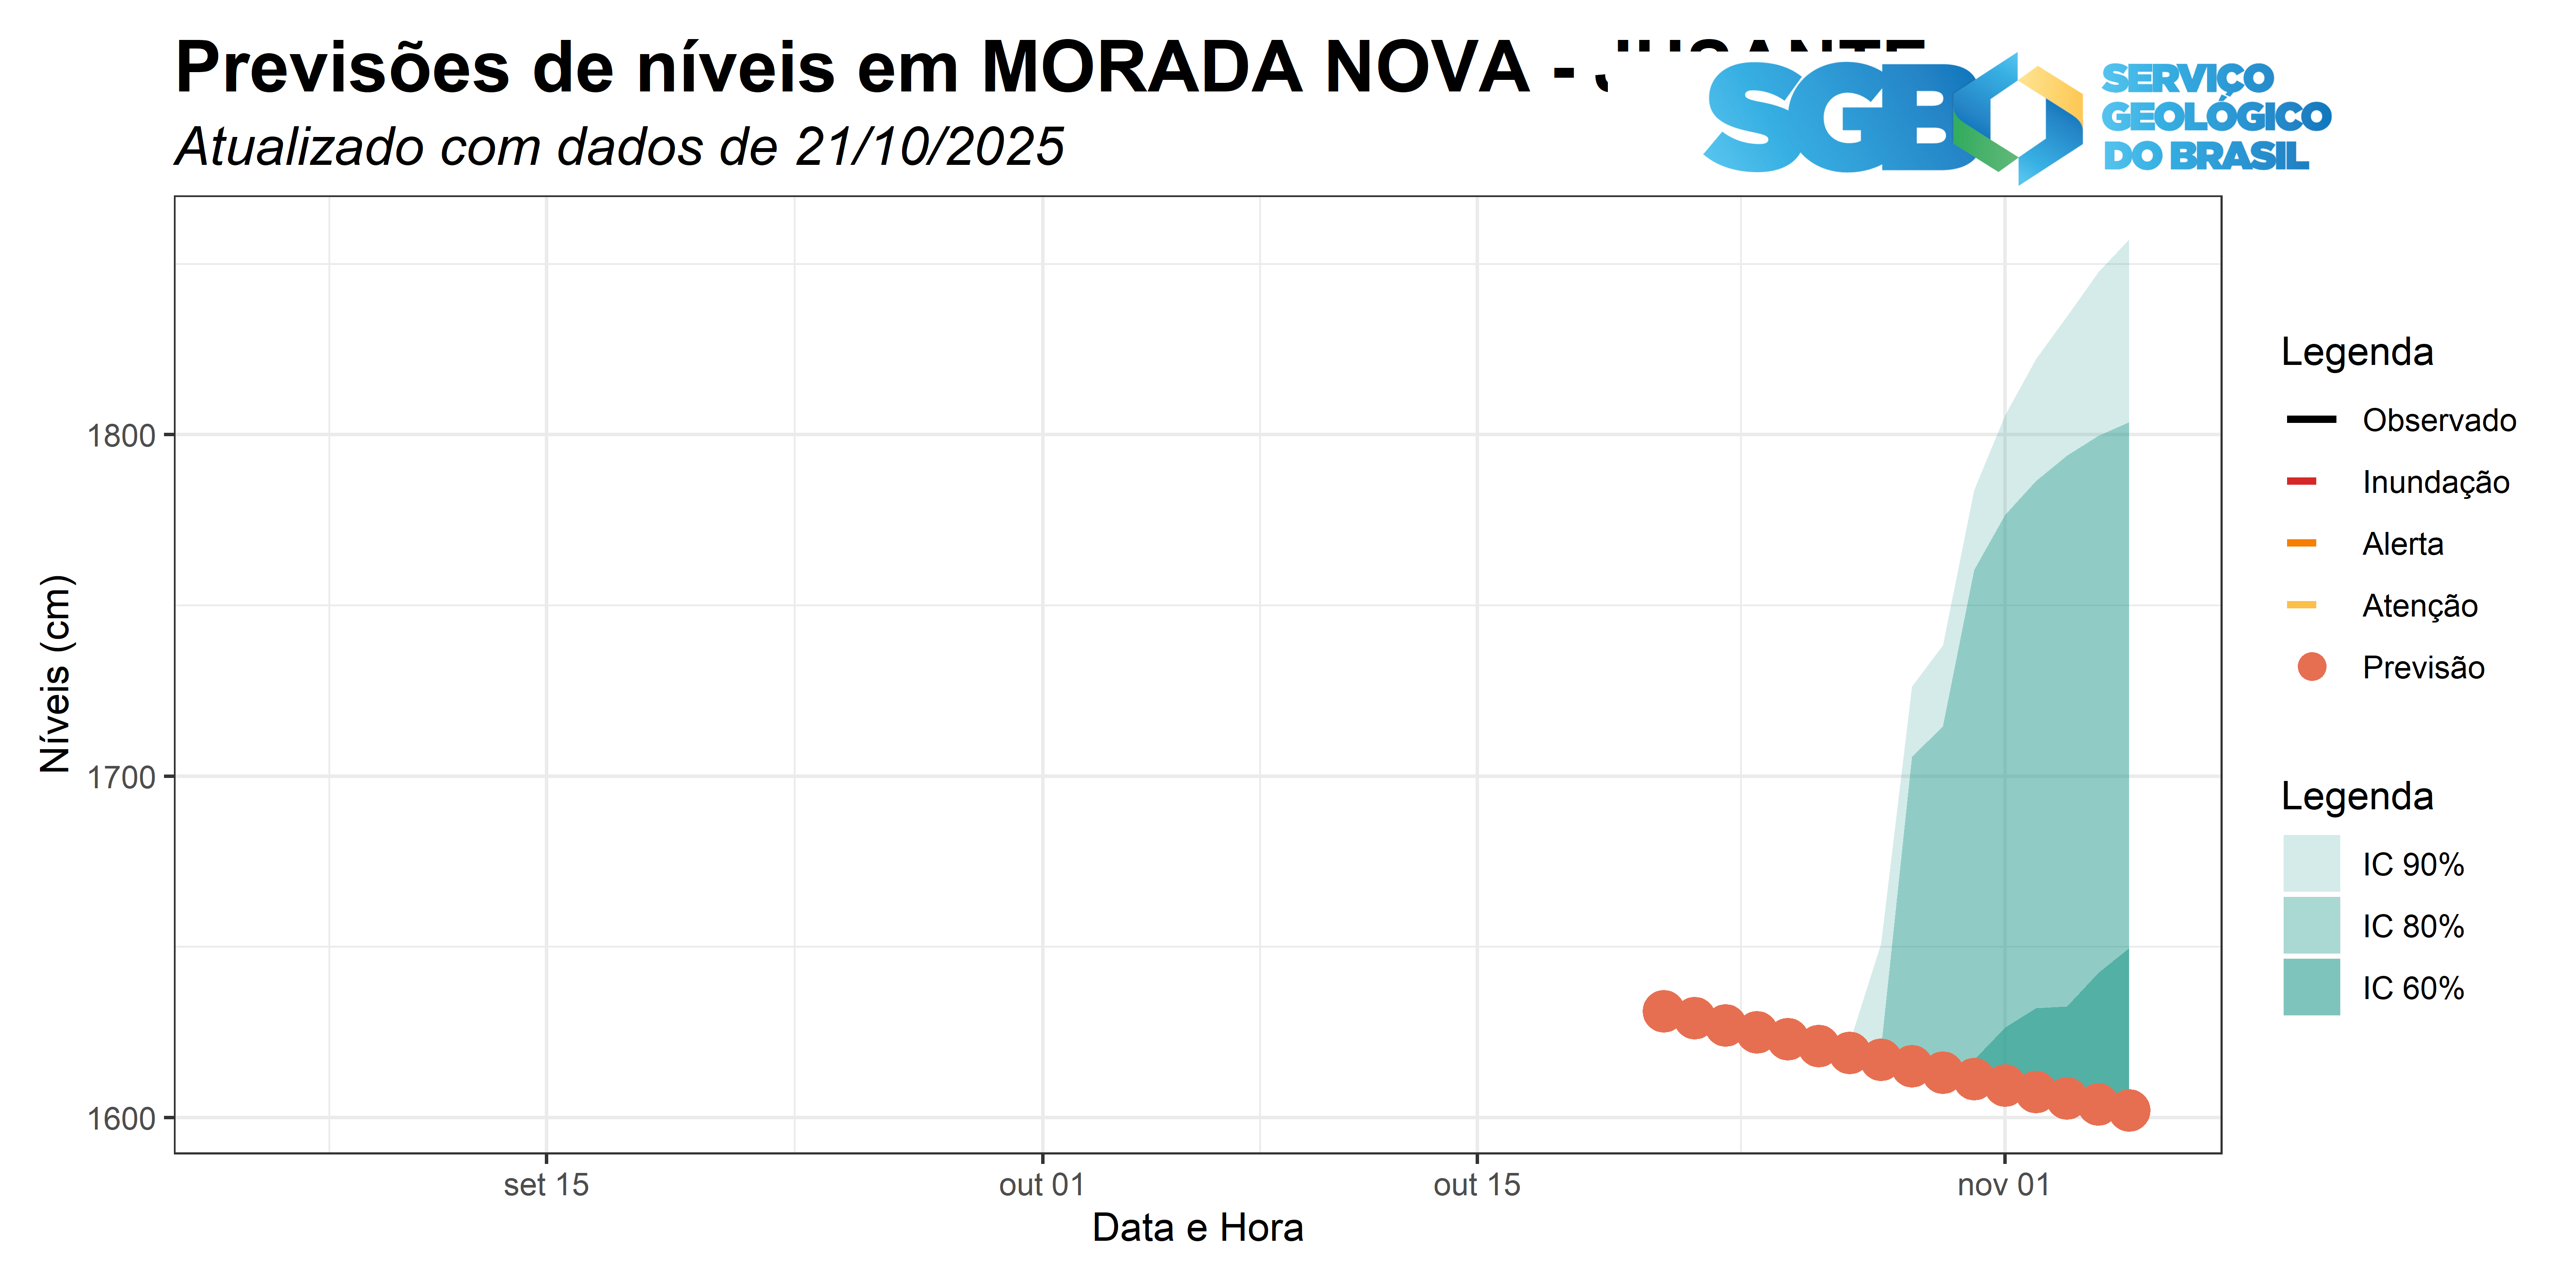 Previsões de níveis em MORADA NOVA - JUSANTE
Atualizado com dados de 21/10/2025
SGB
SERVIÇO
GEOLÓGICO
DO BRASIL
Níveis (cm)
1800
1700
1600
set 15
out 01
out 15
nov 01
Data e Hora
Legenda
Observado
Inundação
Alerta
Atenção
Previsão
Legenda
IC 90%
IC 80%
IC 60%